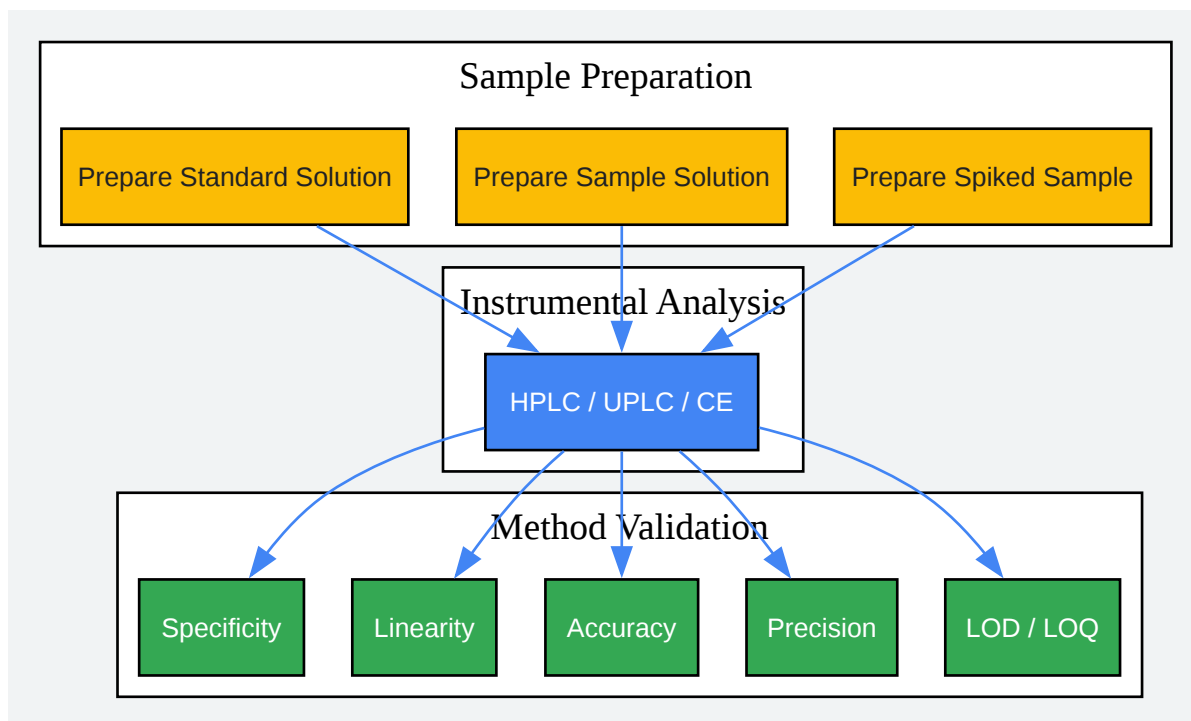 Sample Preparation
Prepare Standard Solution
Prepare Sample Solution
Prepare Spiked Sample
Instrumental Analysis
HPLC / UPLC / CE
Method Validation
Specificity
Linearity
Accuracy
Precision
LOD / LOQ